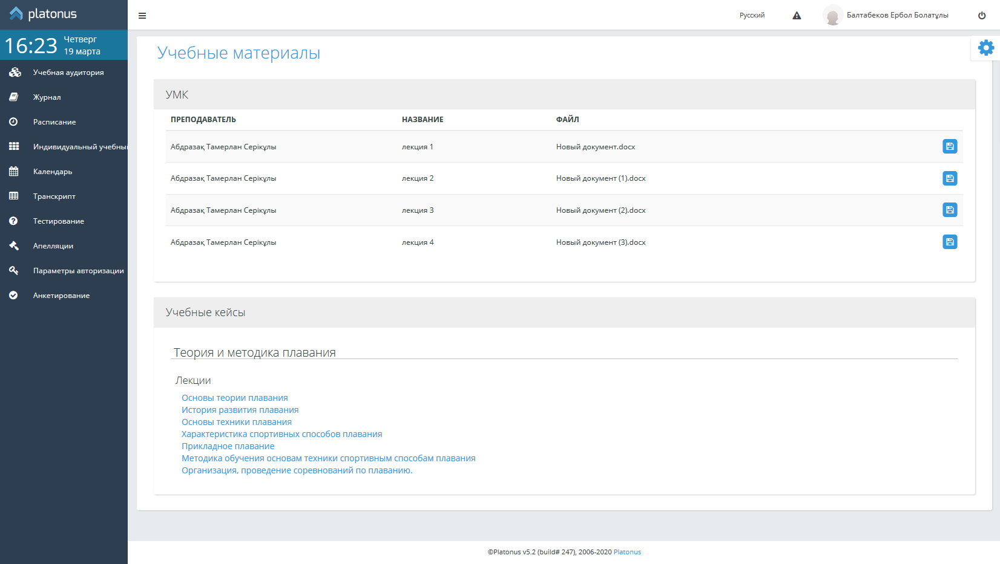 platonus
Русский
Балтабеков Ербол Болатұлы
16:23
Четверг
19 марта
Учебная аудитория
Журнал
Расписание
Индивидуальный учебны
Календарь
Транскрипт
Тестирование
Апелляции
Параметры авторизации
Анкетирование
Учебные материалы
УМК
ПРЕПОДАВАТЕЛЬ НАЗВАНИЕ ФАЙЛ
Абдразақ Тамерлан Серікұлы лекция 1 Новый документ.docx
Абдразақ Тамерлан Серікұлы лекция 2 Новый документ (1).docx
Абдразақ Тамерлан Серікұлы лекция 3 Новый документ (2).docx
Абдразақ Тамерлан Серікұлы лекция 4 Новый документ (3).docx
Учебные кейсы
Теория и методика плавания
Лекции
Основы теории плавания
История развития плавания
Основы техники плавания
Характеристика спортивных способов плавания
Прикладное плавание
Методика обучения основам техники спортивным способам плавания
Организация, проведение соревнований по плаванию.
©Platonus v5.2 (build# 247), 2006-2020 Platonus